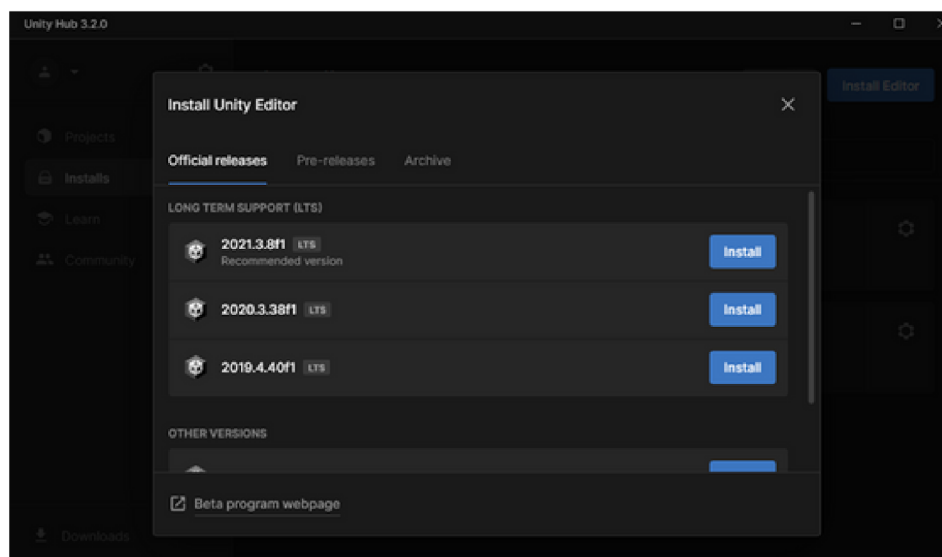 Unity Hub 3.2.0
Install Editor
Install Unity Editor
Projects
Official releases Pre-releases Archive
Installs
LONG TERM SUPPORT (LTS)
Learn
2021.3.8f1 LTS
Install
Recommended version
Community
2020.3.38f1 LTS
Install
2019.4.40f1 LTS
Install
OTHER VERSIONS
Beta program webpage
Downloads